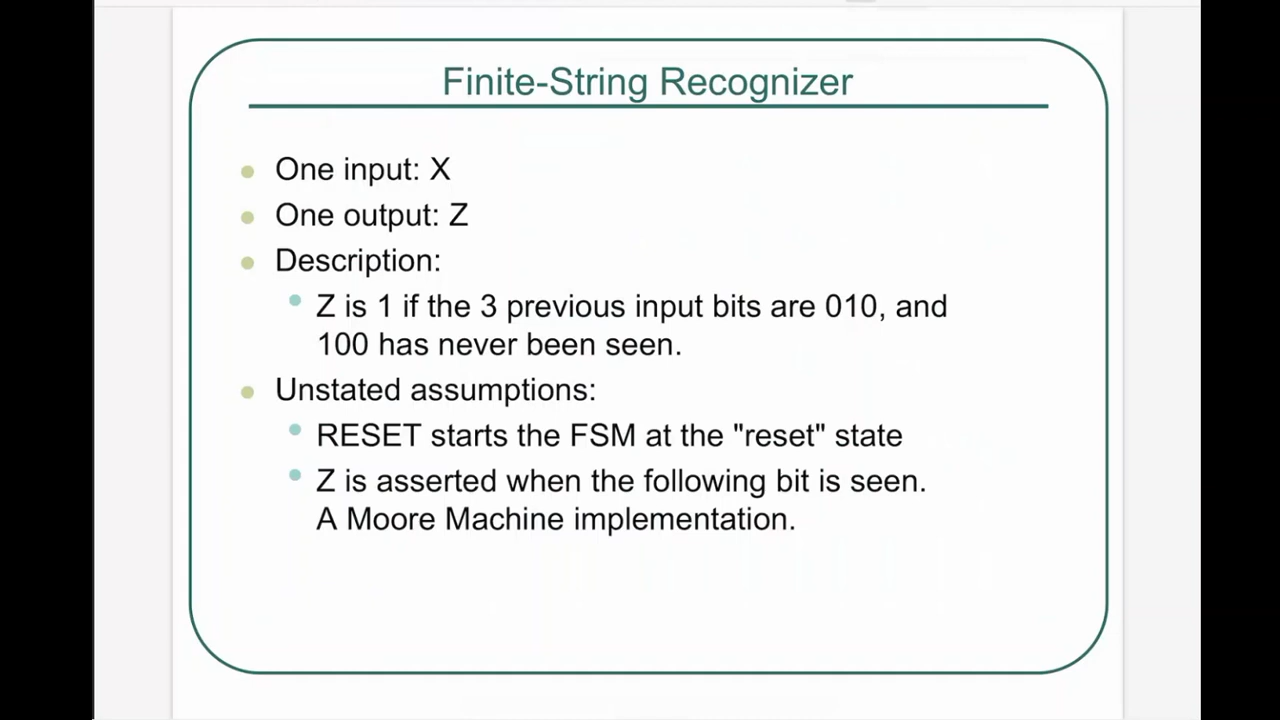 Finite-String Recognizer
One input: X
One output: Z
Description:
Z is 1 if the 3 previous input bits are 010, and
100 has never been seen.
Unstated assumptions:
RESET starts the FSM at the "reset" state
Z is asserted when the following bit is seen.
A Moore Machine implementation.